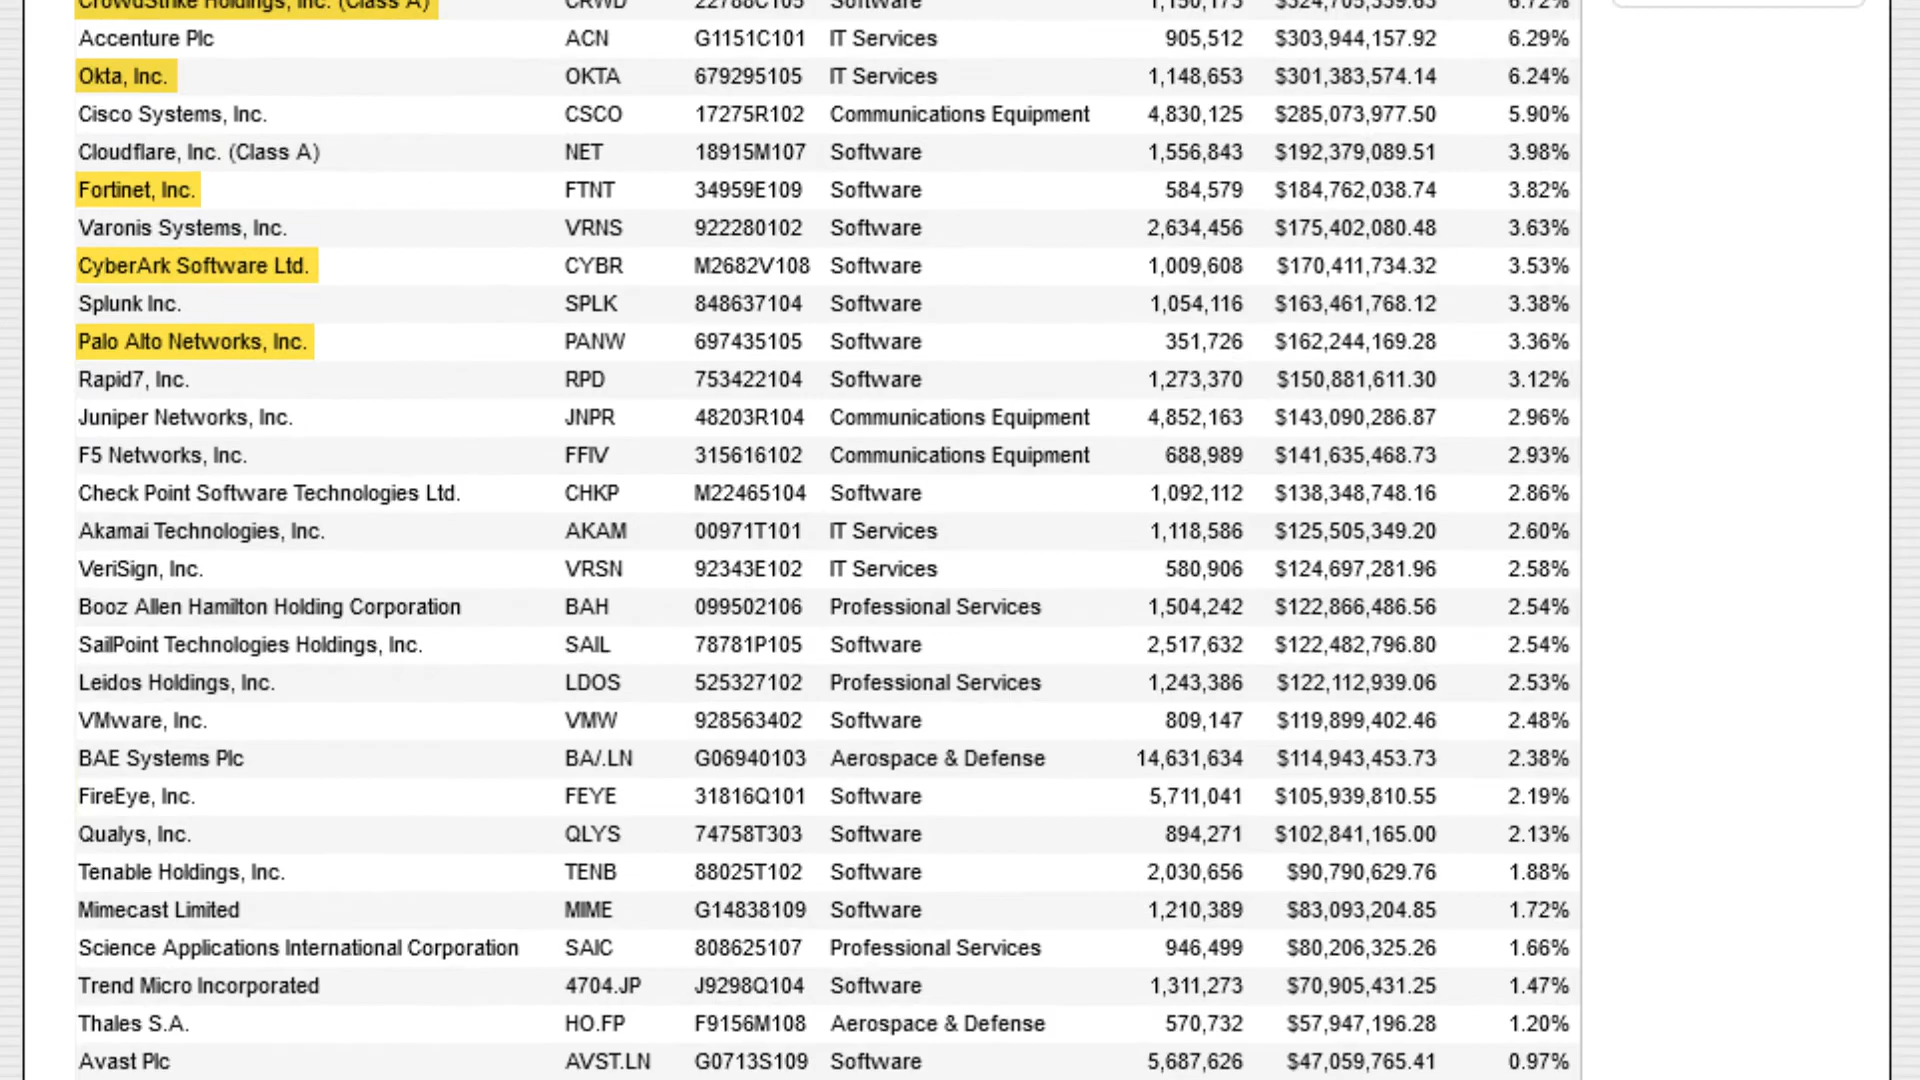 CrowdStrike Holdings, Inc. (Class A) CRWD 22788C105 Software 1,150,173 $324,705,339.63 6.72%
Accenture Plc ACN G1151C101 IT Services 905,512 $303,944,157.92 6.29%
Okta, Inc. OKTA 679295105 IT Services 1,148,653 $301,383,574.14 6.24%
Cisco Systems, Inc. CSCO 17275R102 Communications Equipment 4,830,125 $285,073,977.50 5.90%
Cloudflare, Inc. (Class A) NET 18915M107 Software 1,556,843 $192,379,089.51 3.98%
Fortinet, Inc. FTNT 34959E109 Software 584,579 $184,762,038.74 3.82%
Varonis Systems, Inc. VRNS 922280102 Software 2,634,456 $175,402,080.48 3.63%
CyberArk Software Ltd. CYBR M2682V108 Software 1,009,608 $170,411,734.32 3.53%
Splunk Inc. SPLK 848637104 Software 1,054,116 $163,461,768.12 3.38%
Palo Alto Networks, Inc. PANW 697435105 Software 351,726 $162,244,169.28 3.36%
Rapid7, Inc. RPD 753422104 Software 1,273,370 $150,881,611.30 3.12%
Juniper Networks, Inc. JNPR 48203R104 Communications Equipment 4,852,163 $143,090,286.87 2.96%
F5 Networks, Inc. FFIV 315616102 Communications Equipment 688,989 $141,635,468.73 2.93%
Check Point Software Technologies Ltd. CHKP M22465104 Software 1,092,112 $138,348,748.16 2.86%
Akamai Technologies, Inc. AKAM 00971T101 IT Services 1,118,586 $125,505,349.20 2.60%
VeriSign, Inc. VRSN 92343E102 IT Services 580,906 $124,697,281.96 2.58%
Booz Allen Hamilton Holding Corporation BAH 099502106 Professional Services 1,504,242 $122,866,486.56 2.54%
SailPoint Technologies Holdings, Inc. SAIL 78781P105 Software 2,517,632 $122,482,796.80 2.54%
Leidos Holdings, Inc. LDOS 525327102 Professional Services 1,243,386 $122,112,939.06 2.53%
VMware, Inc. VMW 928563402 Software 809,147 $119,899,402.46 2.48%
BAE Systems Plc BA/.LN G06940103 Aerospace & Defense 14,631,634 $114,943,453.73 2.38%
FireEye, Inc. FEYE 31816Q101 Software 5,711,041 $105,939,810.55 2.19%
Qualys, Inc. QLYS 74758T303 Software 894,271 $102,841,165.00 2.13%
Tenable Holdings, Inc. TENB 88025T102 Software 2,030,656 $90,790,629.76 1.88%
Mimecast Limited MIME G14838109 Software 1,210,389 $83,093,204.85 1.72%
Science Applications International Corporation SAIC 808625107 Professional Services 946,499 $80,206,325.26 1.66%
Trend Micro Incorporated 4704.JP J9298Q104 Software 1,311,273 $70,905,431.25 1.47%
Thales S.A. HO.FP F9156M108 Aerospace & Defense 570,732 $57,947,196.28 1.20%
Avast Plc AVST.LN G0713S109 Software 5,687,626 $47,059,765.41 0.97%